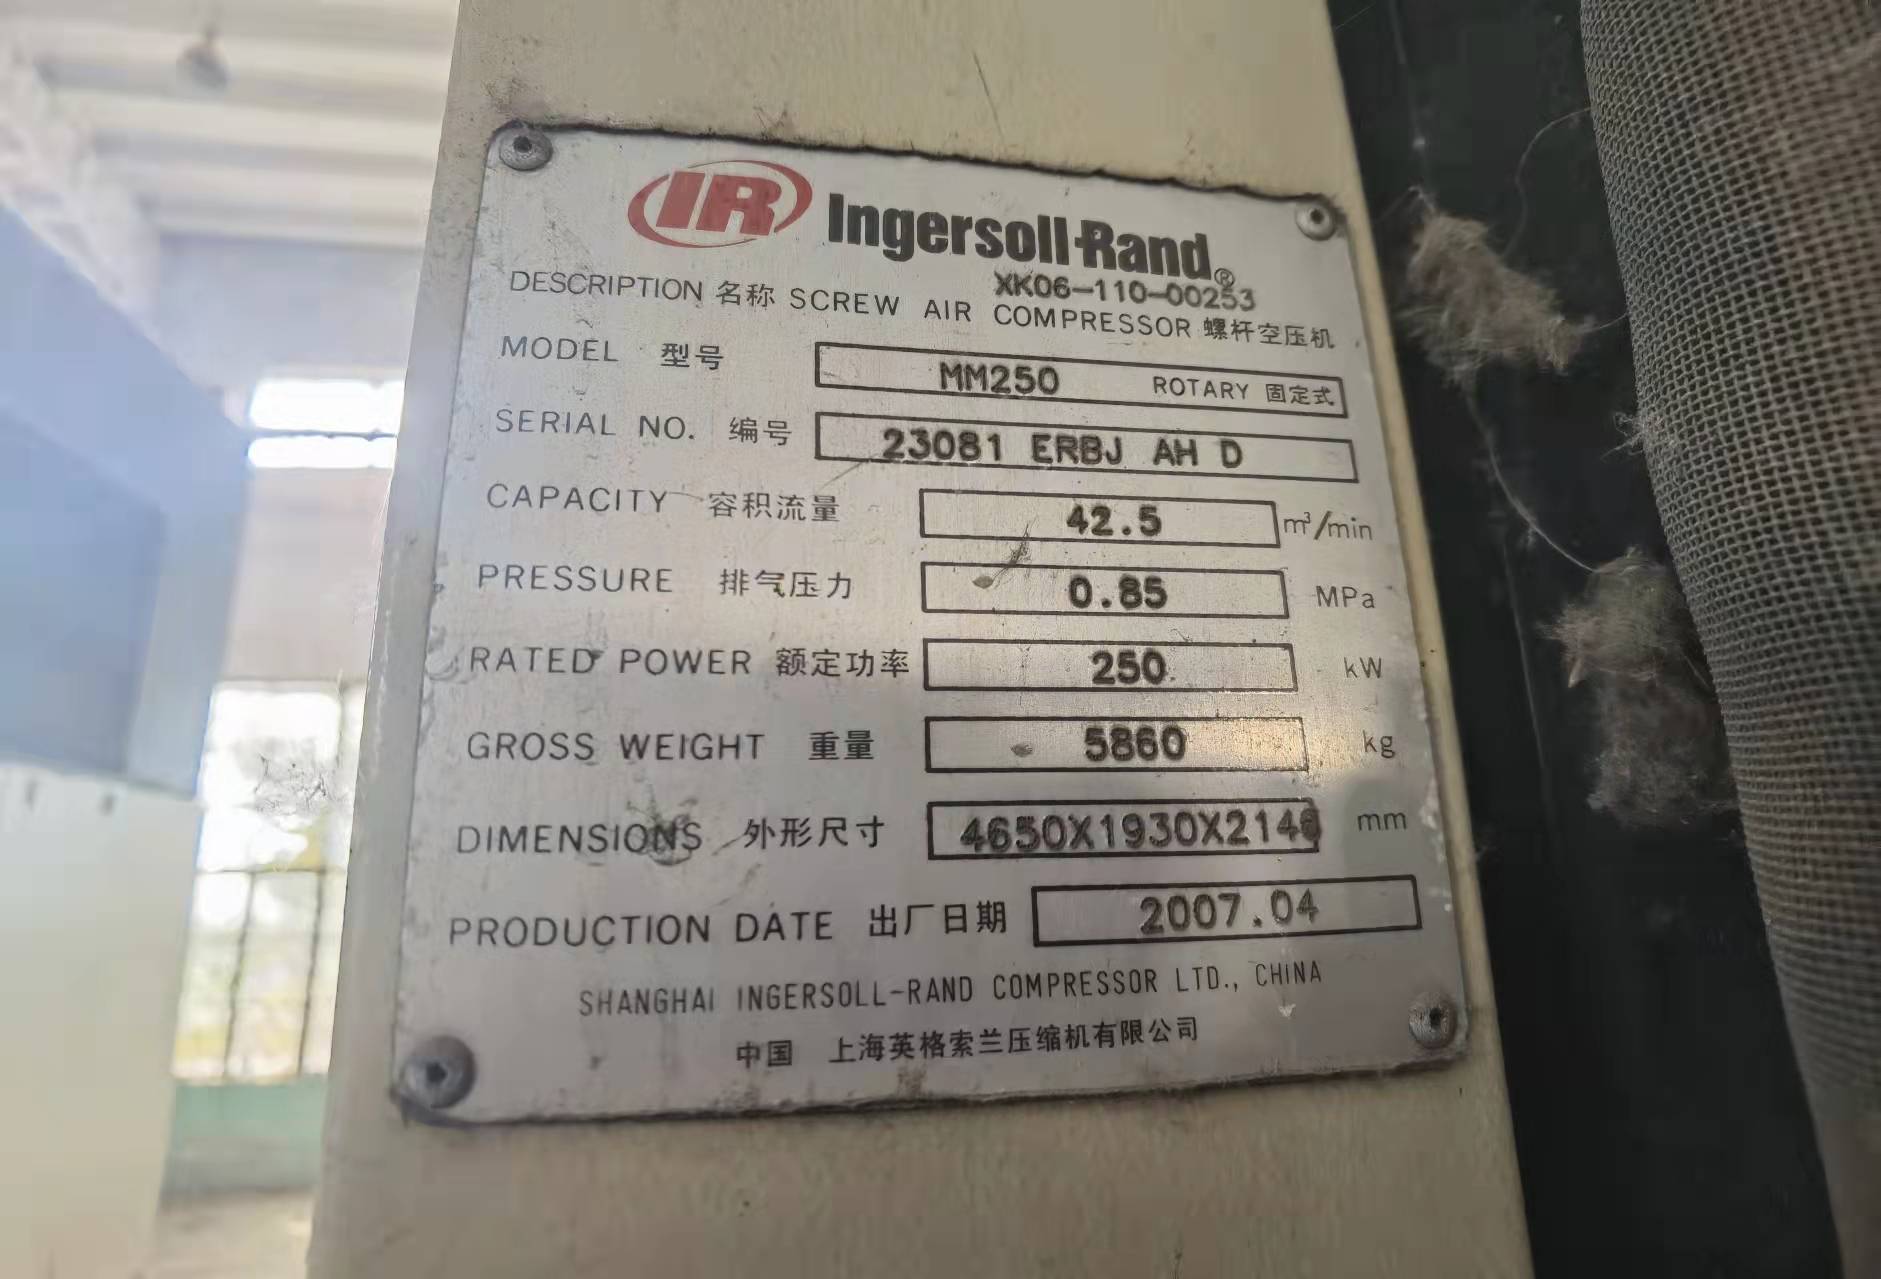 IR Ingersoll-Rand®
XK06-110-00253
DESCRIPTION 名称 SCREW AIR COMPRESSOR 螺杆空压机
MODEL 型号 MM250 ROTARY 固定式
SERIAL NO. 编号 23081 ERBJ AH D
CAPACITY 容积流量 42.5 m³/min
PRESSURE 排气压力 0.85 MPa
RATED POWER 额定功率 250 kW
GROSS WEIGHT 重量 5860 kg
DIMENSIONS 外形尺寸 4650X1930X2146 mm
PRODUCTION DATE 出厂日期 2007.04
SHANGHAI INGERSOLL-RAND COMPRESSOR LTD., CHINA
中国 上海英格索兰压缩机有限公司